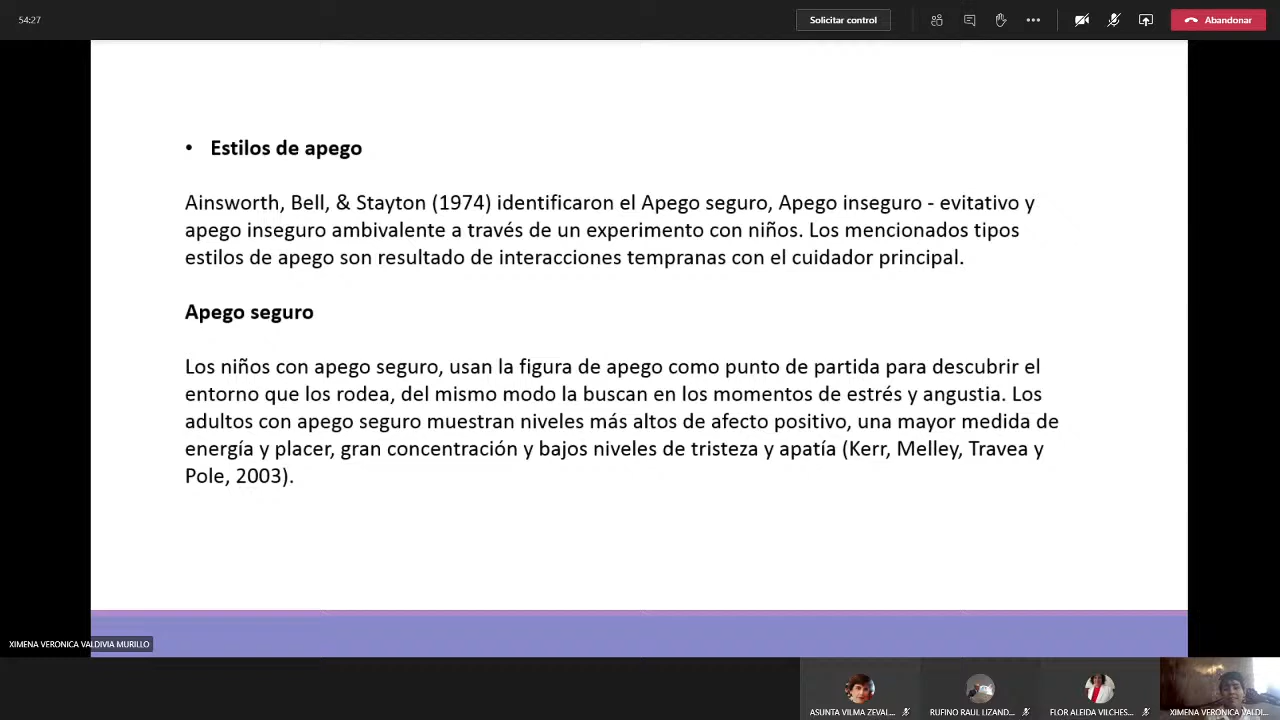 54:27
Solicitar control
Abandonar
• Estilos de apego
Ainsworth, Bell, & Stayton (1974) identificaron el Apego seguro, Apego inseguro - evitativo y
apego inseguro ambivalente a través de un experimento con niños. Los mencionados tipos
estilos de apego son resultado de interacciones tempranas con el cuidador principal.
Apego seguro
Los niños con apego seguro, usan la figura de apego como punto de partida para descubrir el
entorno que los rodea, del mismo modo la buscan en los momentos de estrés y angustia. Los
adultos con apego seguro muestran niveles más altos de afecto positivo, una mayor medida de
energía y placer, gran concentración y bajos niveles de tristeza y apatía (Kerr, Melley, Travea y
Pole, 2003).
XIMENA VERONICA VALDIVIA MURILLO
ASUNTA VILMA ZEVAL...
RUFINO RAUL LIZAND...
FLOR ALEIDA VILCHES...
XIMENA VERONICA VALDI...